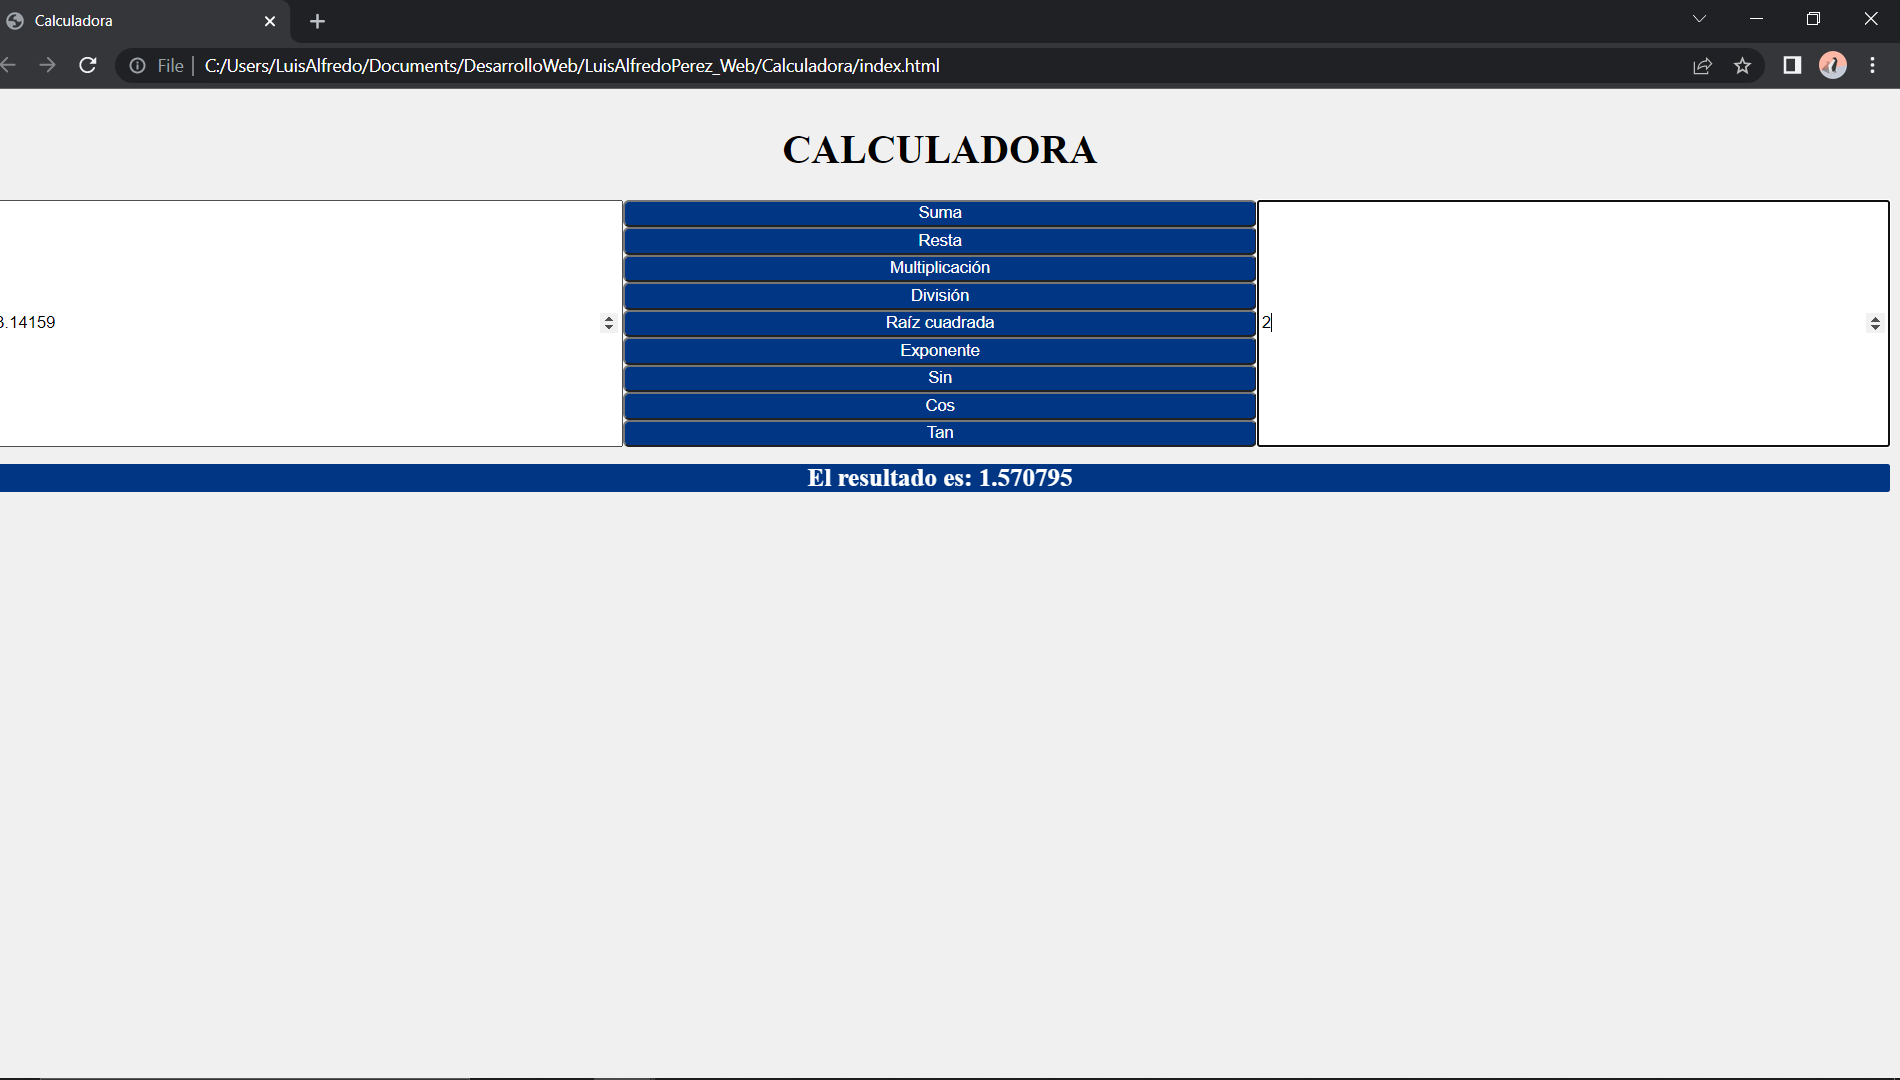 Calculadora
File
C:/Users/LuisAlfredo/Documents/DesarrolloWeb/LuisAlfredoPerez_Web/Calculadora/index.html
CALCULADORA
Suma
Resta
Multiplicación
División
3.14159
Raíz cuadrada
2
Exponente
Sin
Cos
Tan
El resultado es: 1.570795